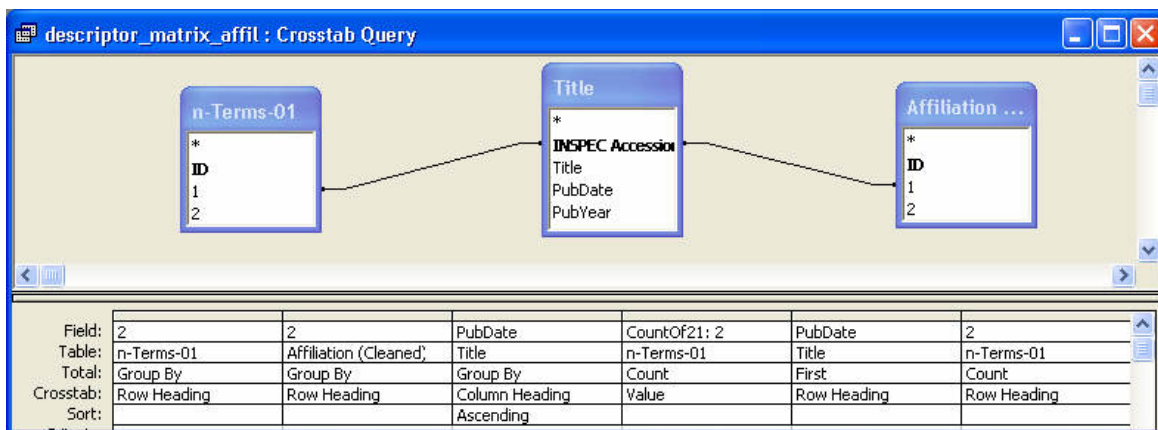 descriptor_matrix_affil : Crosstab Query
n-Terms-01
*
ID
1
2
Title
*
INSPEC Accession
Title
PubDate
PubYear
Affiliation ...
*
ID
1
2
Field: 2 2 PubDate CountOf21: 2 PubDate 2
Table: n-Terms-01 Affiliation (Cleaned) Title n-Terms-01 Title n-Terms-01
Total: Group By Group By Group By Count First Count
Crosstab: Row Heading Row Heading Column Heading Value Row Heading Row Heading
Sort: Ascending